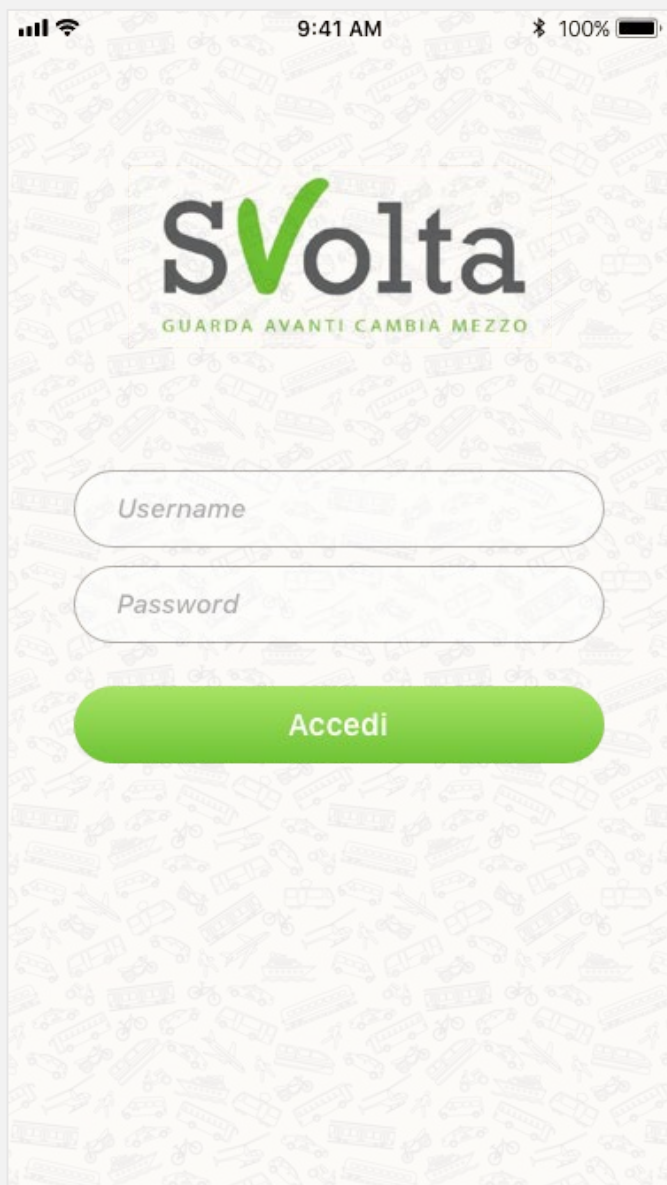 9:41 AM
100%
SVolta
GUARDA AVANTI CAMBIA MEZZO
Username
Password
Accedi